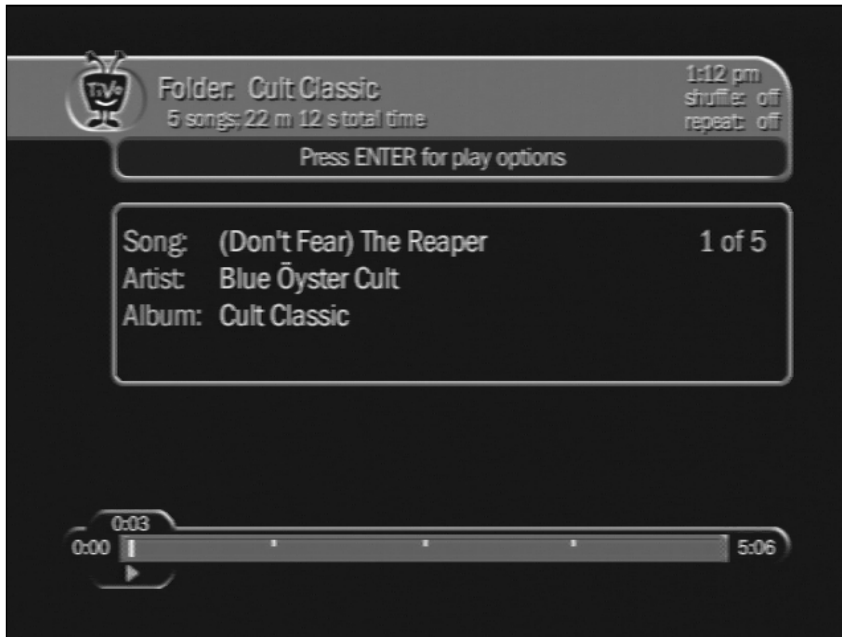 TiVo
Folder: Cult Classic
1:12 pm
5 songs; 22 m 12 s total time
shuffle: off
repeat: off
Press ENTER for play options
Song: (Don't Fear) The Reaper 1 of 5
Artist: Blue Öyster Cult
Album: Cult Classic
0:03
0:00 5:06